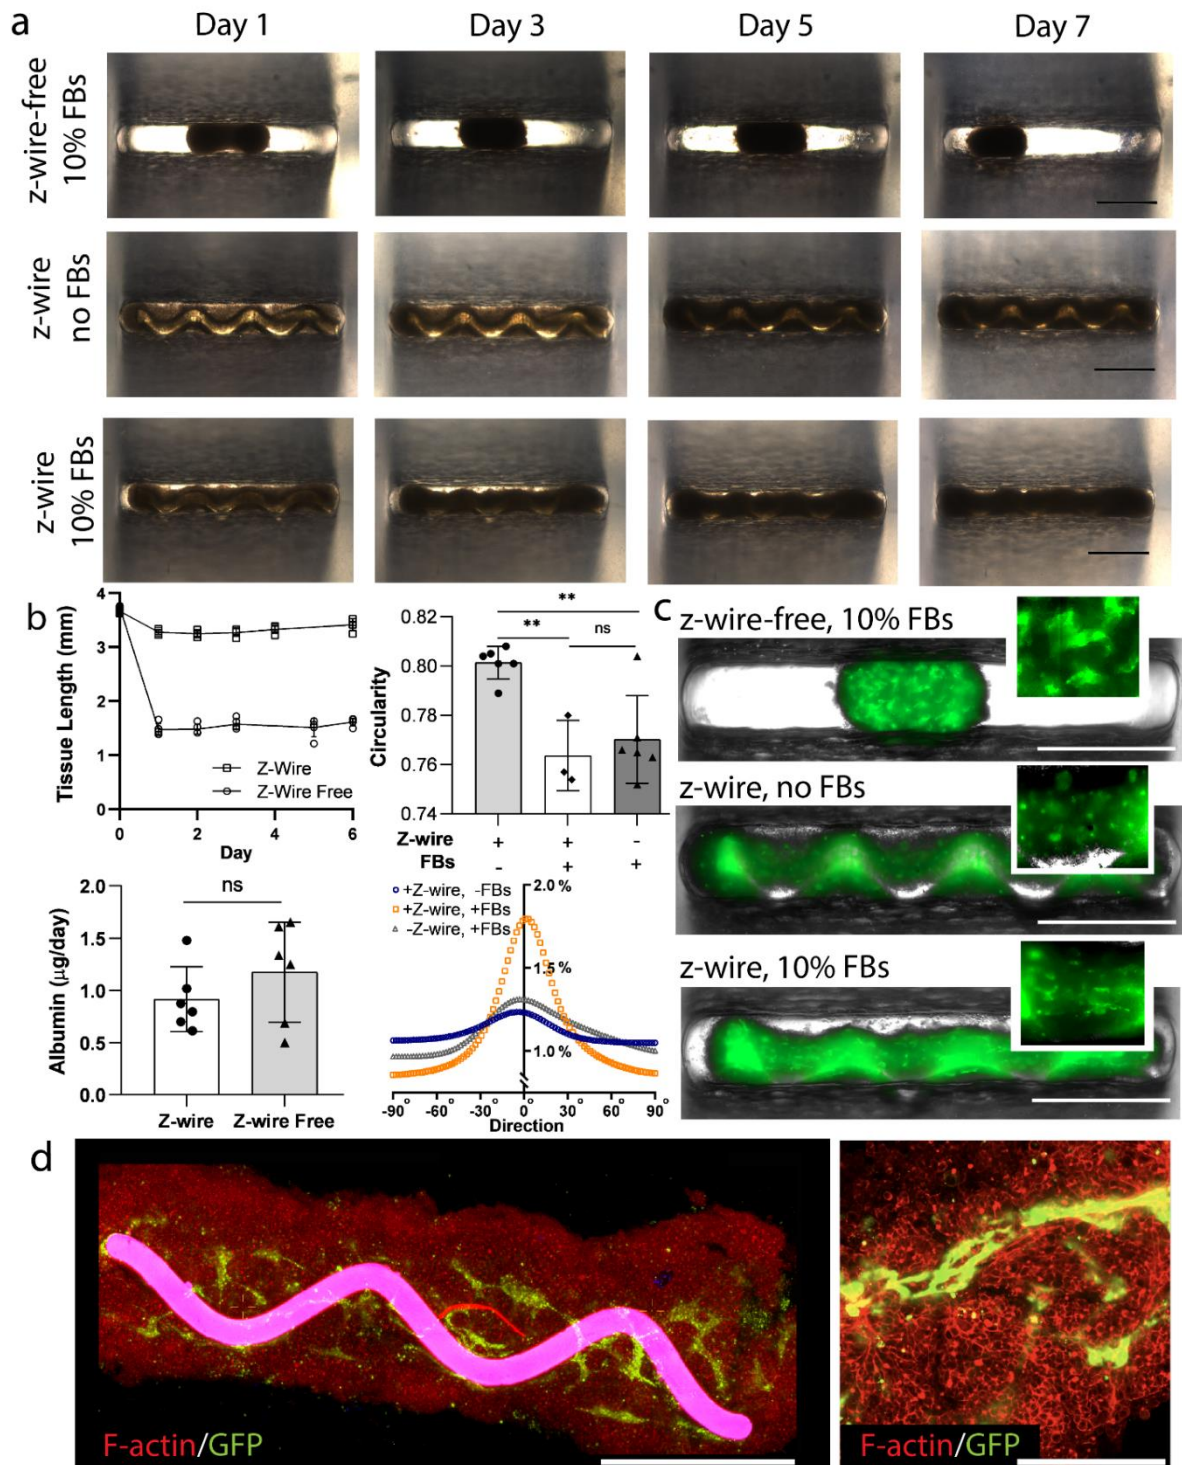 a
Day 1
Day 3
Day 5
Day 7
z-wire-free
10% FBs
z-wire
no FBs
z-wire
10% FBs
b
Tissue Length (mm)
4
3
2
1
0
Z-Wire
Z-Wire Free
0
2
4
6
Day
Circularity
0.82
0.80
0.78
0.76
0.74
**
**
ns
Z-wire + + -
FBs - + +
c
z-wire-free, 10% FBs
z-wire, no FBs
z-wire, 10% FBs
Albumin (µg/day)
2.0
1.5
1.0
0.5
0.0
ns
Z-wire
Z-wire Free
+Z-wire, -FBs
+Z-wire, +FBs
-Z-wire, +FBs
2.0 %
1.5 %
1.0 %
-90° -60° -30° 0° 30° 60° 90°
Direction
d
F-actin/GFP
F-actin/GFP